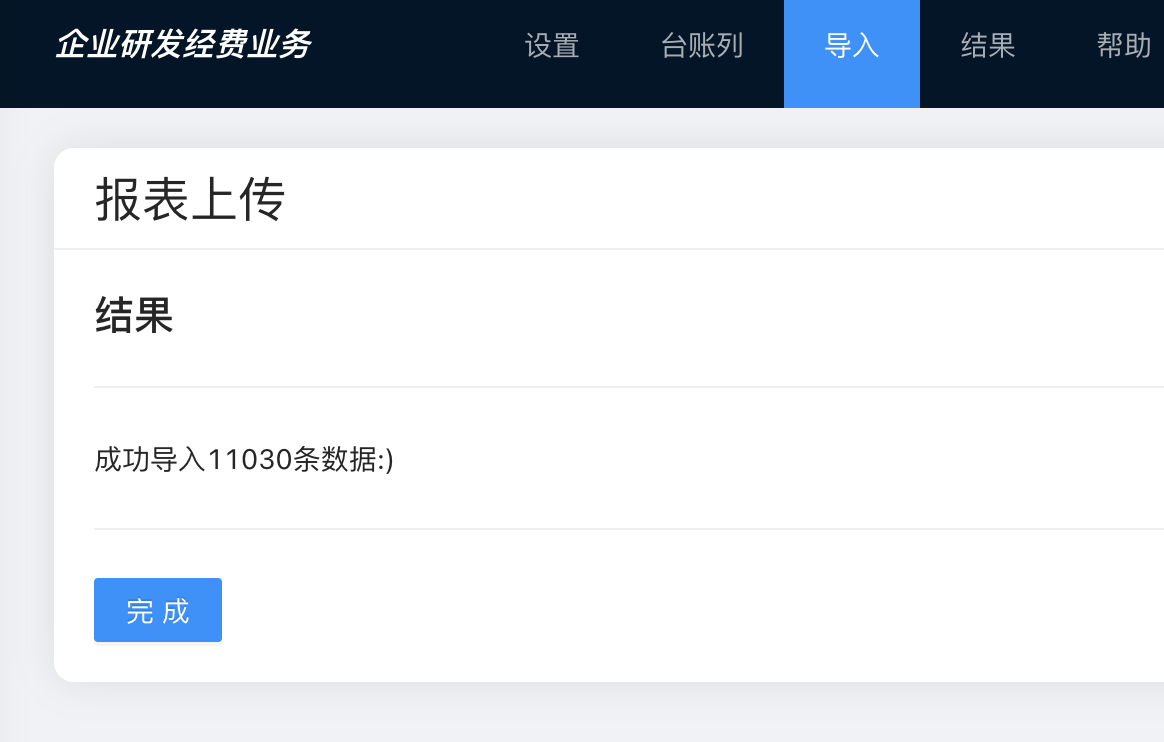 企业研发经费业务 设置 台账列 导入 结果 帮助
报表上传
结果
成功导入11030条数据:)
完 成